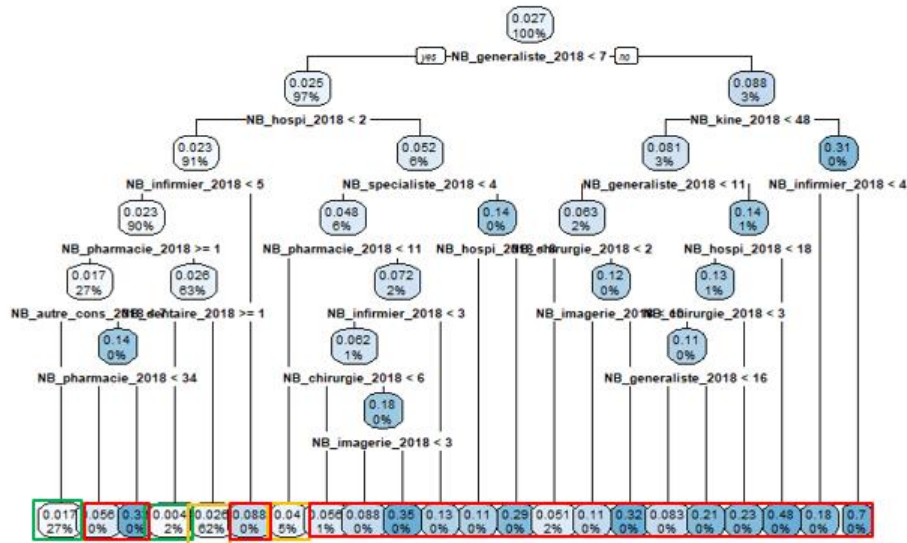 0.027
100%
yes NB_generaliste_2018 < 7 no
0.025 0.088
97% 3%
NB_hospi_2018 < 2 NB_kine_2018 < 48
0.023 0.052 0.081 0.31
91% 6% 3% 0%
NB_infirmier_2018 < 5 NB_specialiste_2018 < 4 NB_generaliste_2018 < 11 NB_infirmier_2018 < 4
0.023 0.048 0.14 0.063 0.14
90% 6% 0% 2% 1%
NB_pharmacie_2018 >= 1 NB_pharmacie_2018 < 11 NB_hospi_2018 < 2 NB_hospi_2018 < 18
0.017 0.026 0.072 0.12 0.13
27% 63% 2% 0% 1%
NB_autre_cons_2018 >= 1 NB_infirmier_2018 < 3 NB_imagerie_2018 < 3
0.14 0.062 0.11
0% 1% 0%
NB_pharmacie_2018 < 34 NB_chirurgie_2018 < 6 NB_generaliste_2018 < 16
0.18
0%
NB_imagerie_2018 < 3
0.017 0.056 0.004 0.026 0.088 0.04 0.056 0.088 0.35 0.13 0.11 0.29 0.051 0.11 0.32 0.083 0.21 0.23 0.48 0.18 0.7
27% 0% 0% 2% 62% 0% 5% 1% 0% 0% 0% 0% 0% 2% 0% 0% 0% 0% 0% 0% 0% 0%